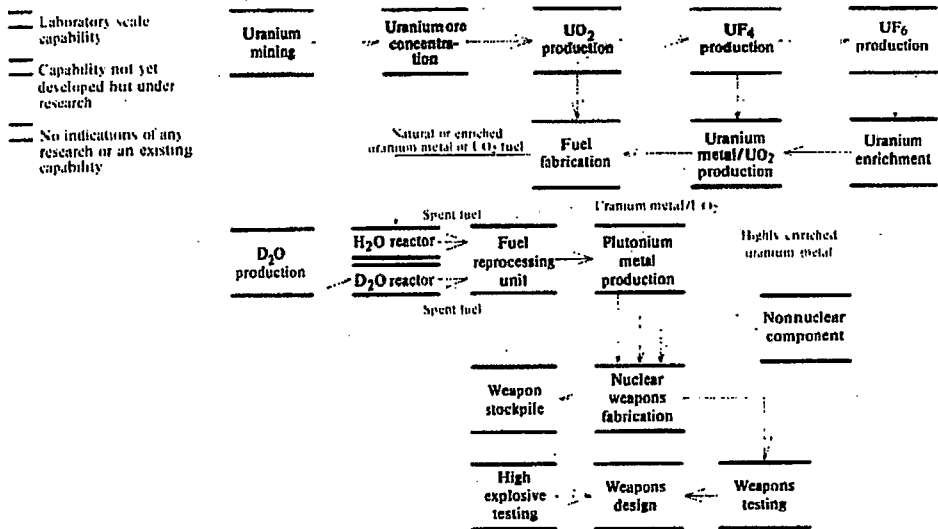 Laboratory scale
capability
Capability not yet
developed but under
research
No indications of any
research or an existing
capability
Uranium
mining
Uranium ore
concentra-
tion
UO2
production
UF4
production
UF6
production
Natural or enriched
uranium metal or UO2 fuel
Fuel
fabrication
Uranium
metal/UO2
production
Uranium
enrichment
Spent fuel
Uranium metal/UO2
D2O
production
H2O reactor
D2O reactor
Spent fuel
Fuel
reprocessing
unit
Plutonium
metal
production
Highly enriched
uranium metal
Nonnuclear
component
Weapon
stockpile
Nuclear
weapons
fabrication
High
explosive
testing
Weapons
design
Weapons
testing